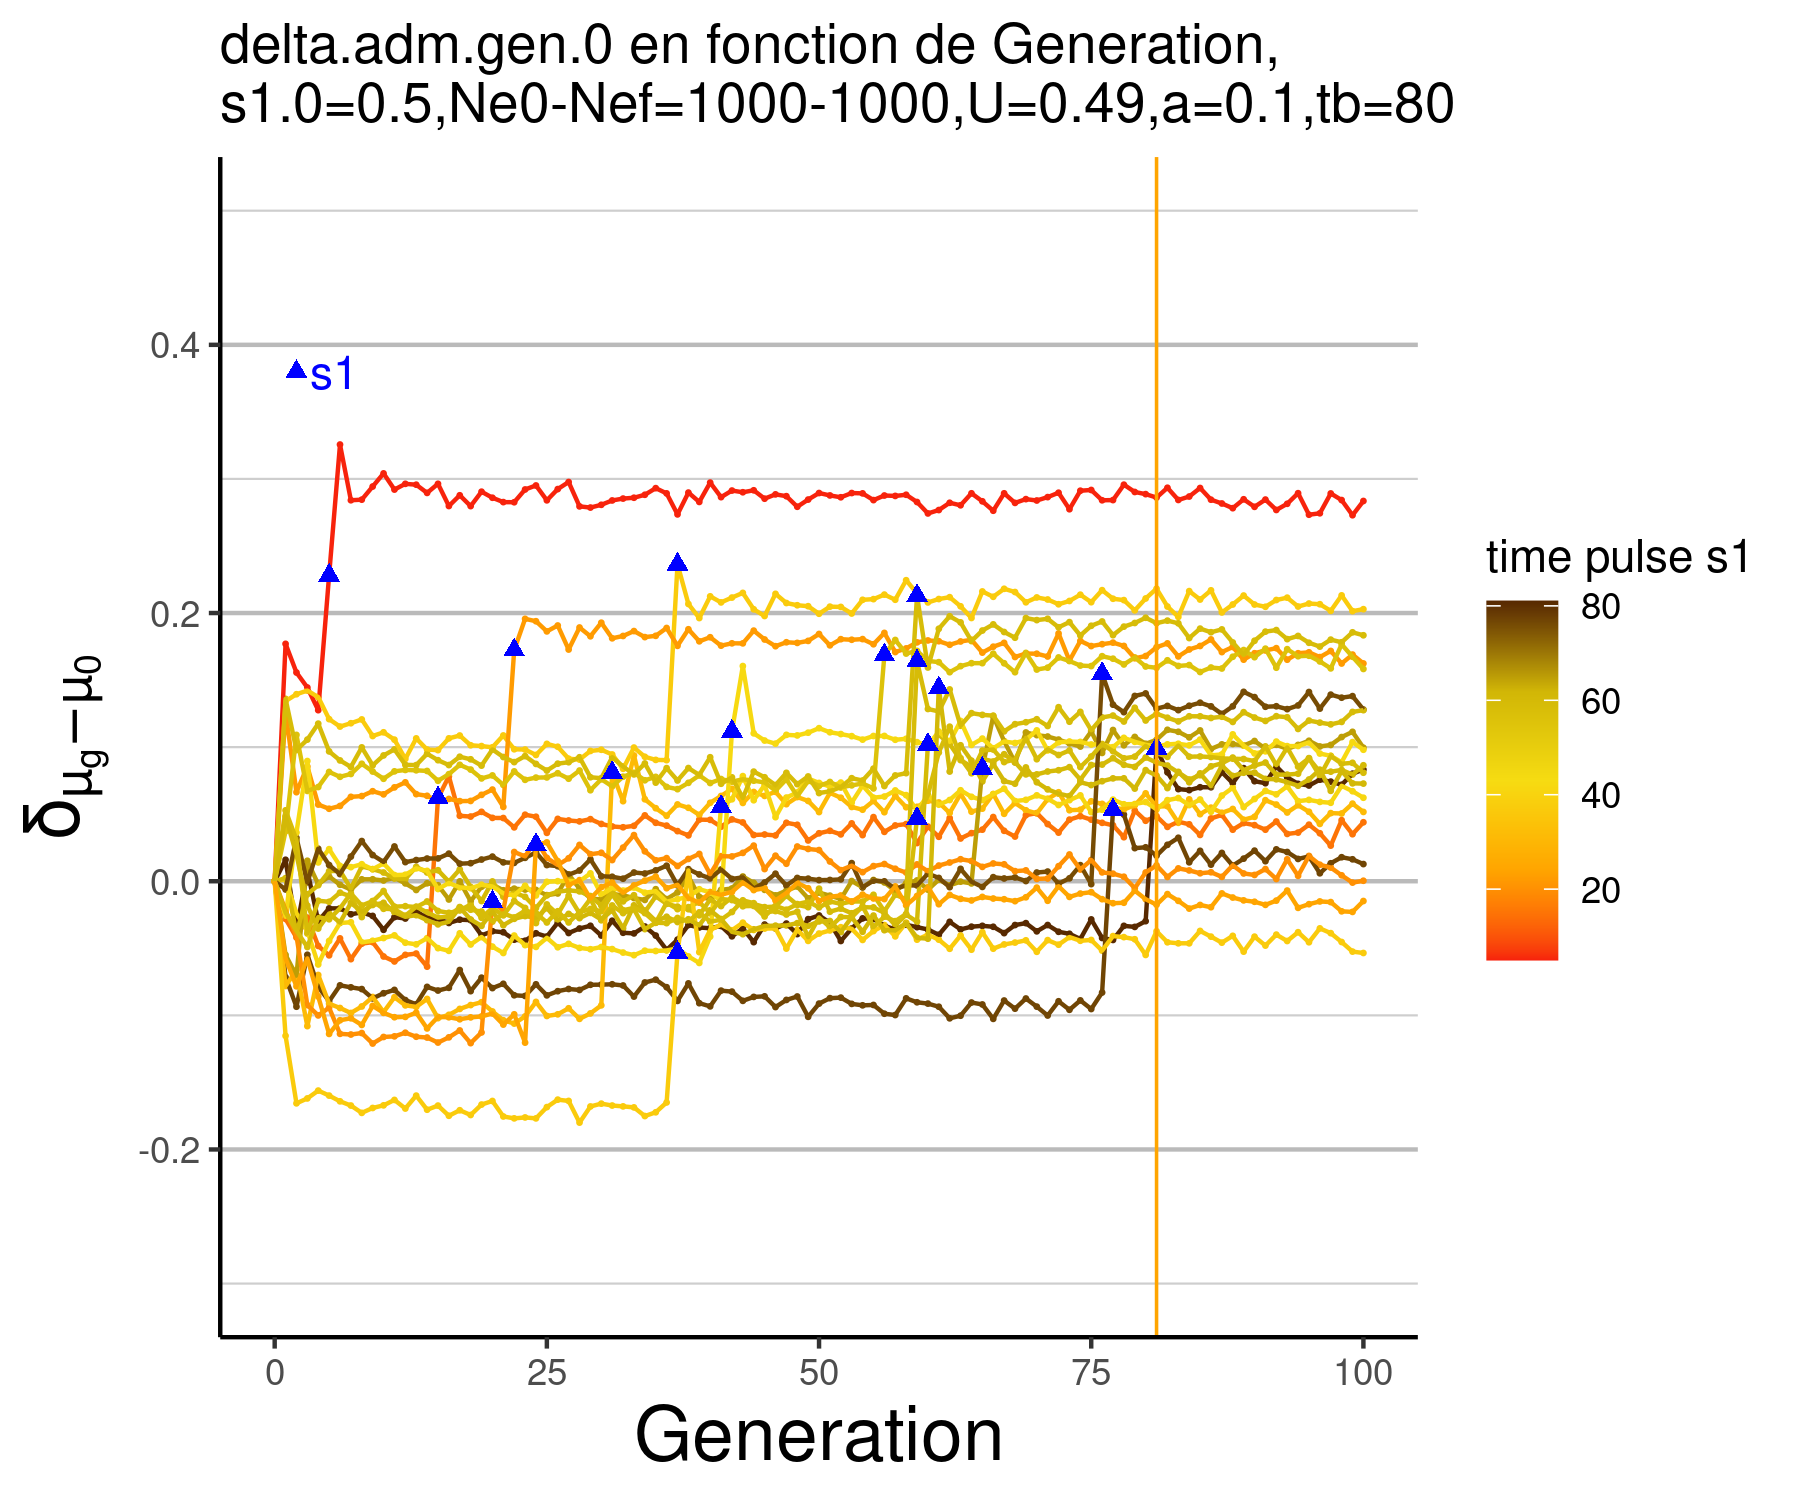 delta.adm.gen.0 en fonction de Generation,
s1.0=0.5,Ne0-Nef=1000-1000,U=0.49,a=0.1,tb=80
δμg−μ0
0.4
0.2
0.0
-0.2
s1
0 25 50 75 100
Generation
time pulse s1
80
60
40
20